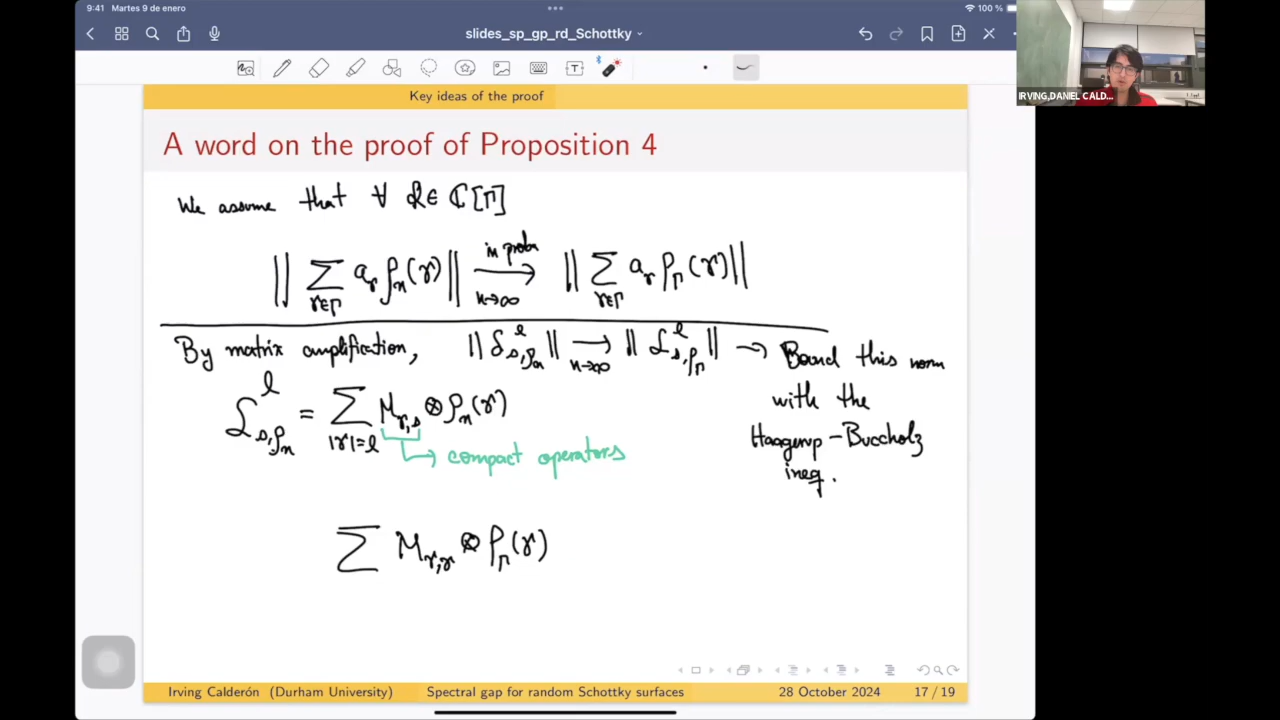 9:41 Martes 9 de enero
100 %
slides_sp_gp_rd_Schottky
IRVING,DANIEL CALD...
Key ideas of the proof
A word on the proof of Proposition 4
We assume that ∀ a ∈ ℂ[Γ]
‖ Σ_{γ∈Γ} a_γ ρ_n(γ) ‖ →_{n→∞}^{in proba} ‖ Σ_{γ∈Γ} a_γ ρ_Γ(γ) ‖
By matrix amplification, ‖ ℒ^l_{s,ρ_n} ‖ →_{n→∞} ‖ ℒ^l_{s,ρ_Γ} ‖ → Bound this norm
with the
Haagerup-Buccholz
ineq.
ℒ^l_{s,ρ_n} = Σ_{|γ|=l} M_{γ,s} ⊗ ρ_n(γ)
→ compact operators
Σ M_{γ,γ} ⊗ ρ_Γ(γ)
Irving Calderón (Durham University) Spectral gap for random Schottky surfaces 28 October 2024 17 / 19